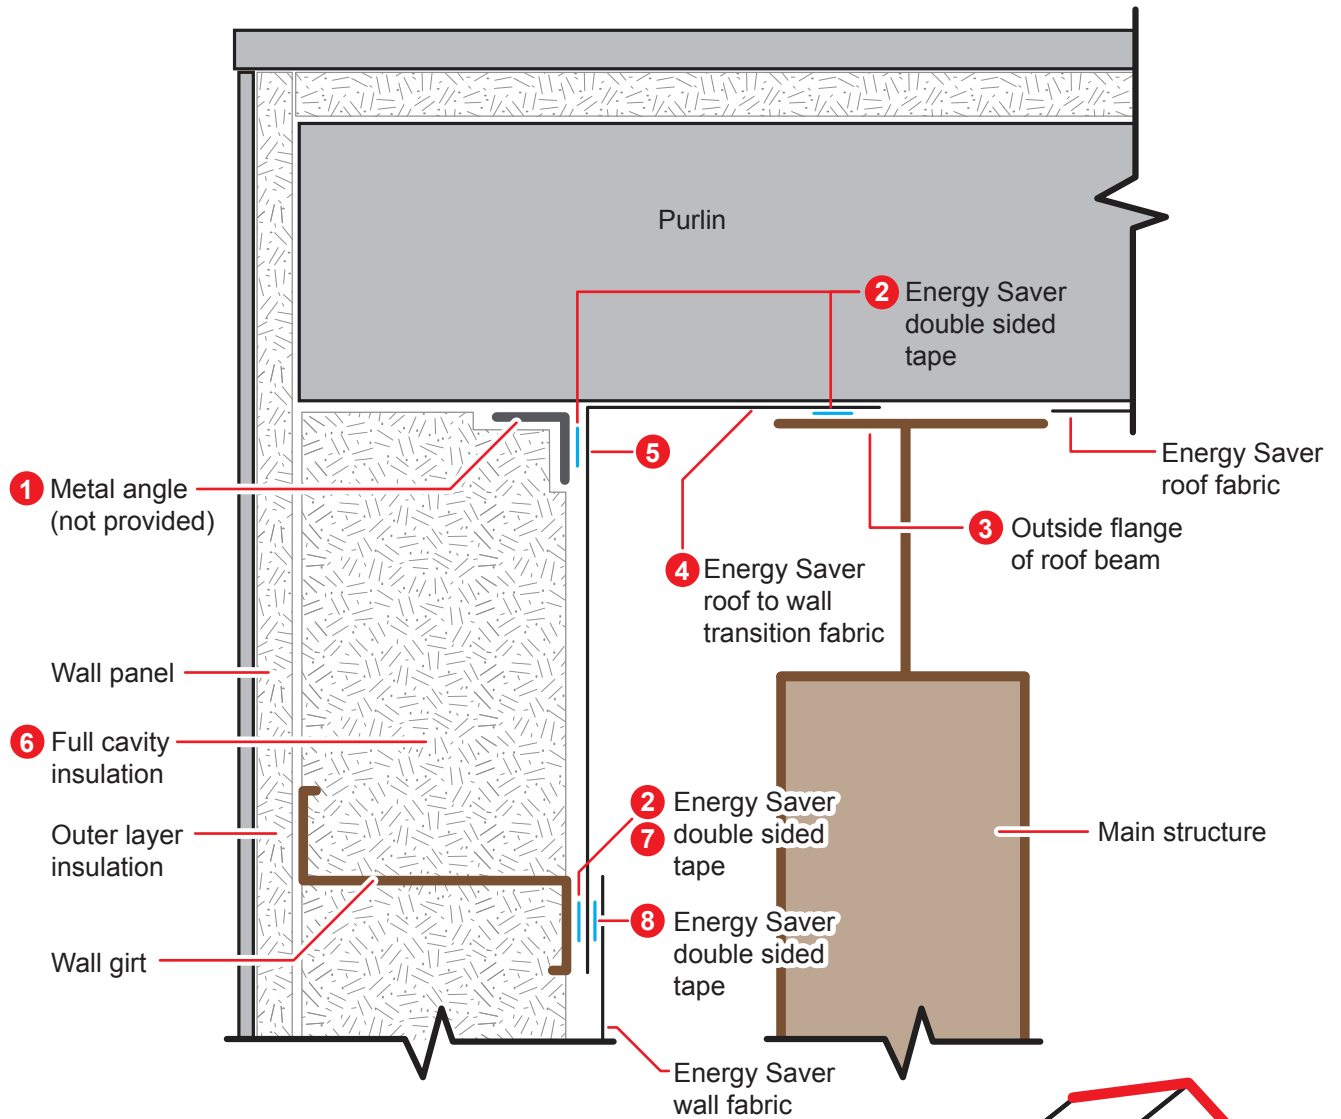 Purlin
2 Energy Saver
double sided
tape
5
Energy Saver
roof fabric
1 Metal angle
(not provided)
3 Outside flange
of roof beam
4 Energy Saver
roof to wall
transition fabric
Wall panel
6 Full cavity
insulation
2 Energy Saver
7 double sided
tape
Outer layer
insulation
Main structure
8 Energy Saver
double sided
tape
Wall girt
Energy Saver
wall fabric